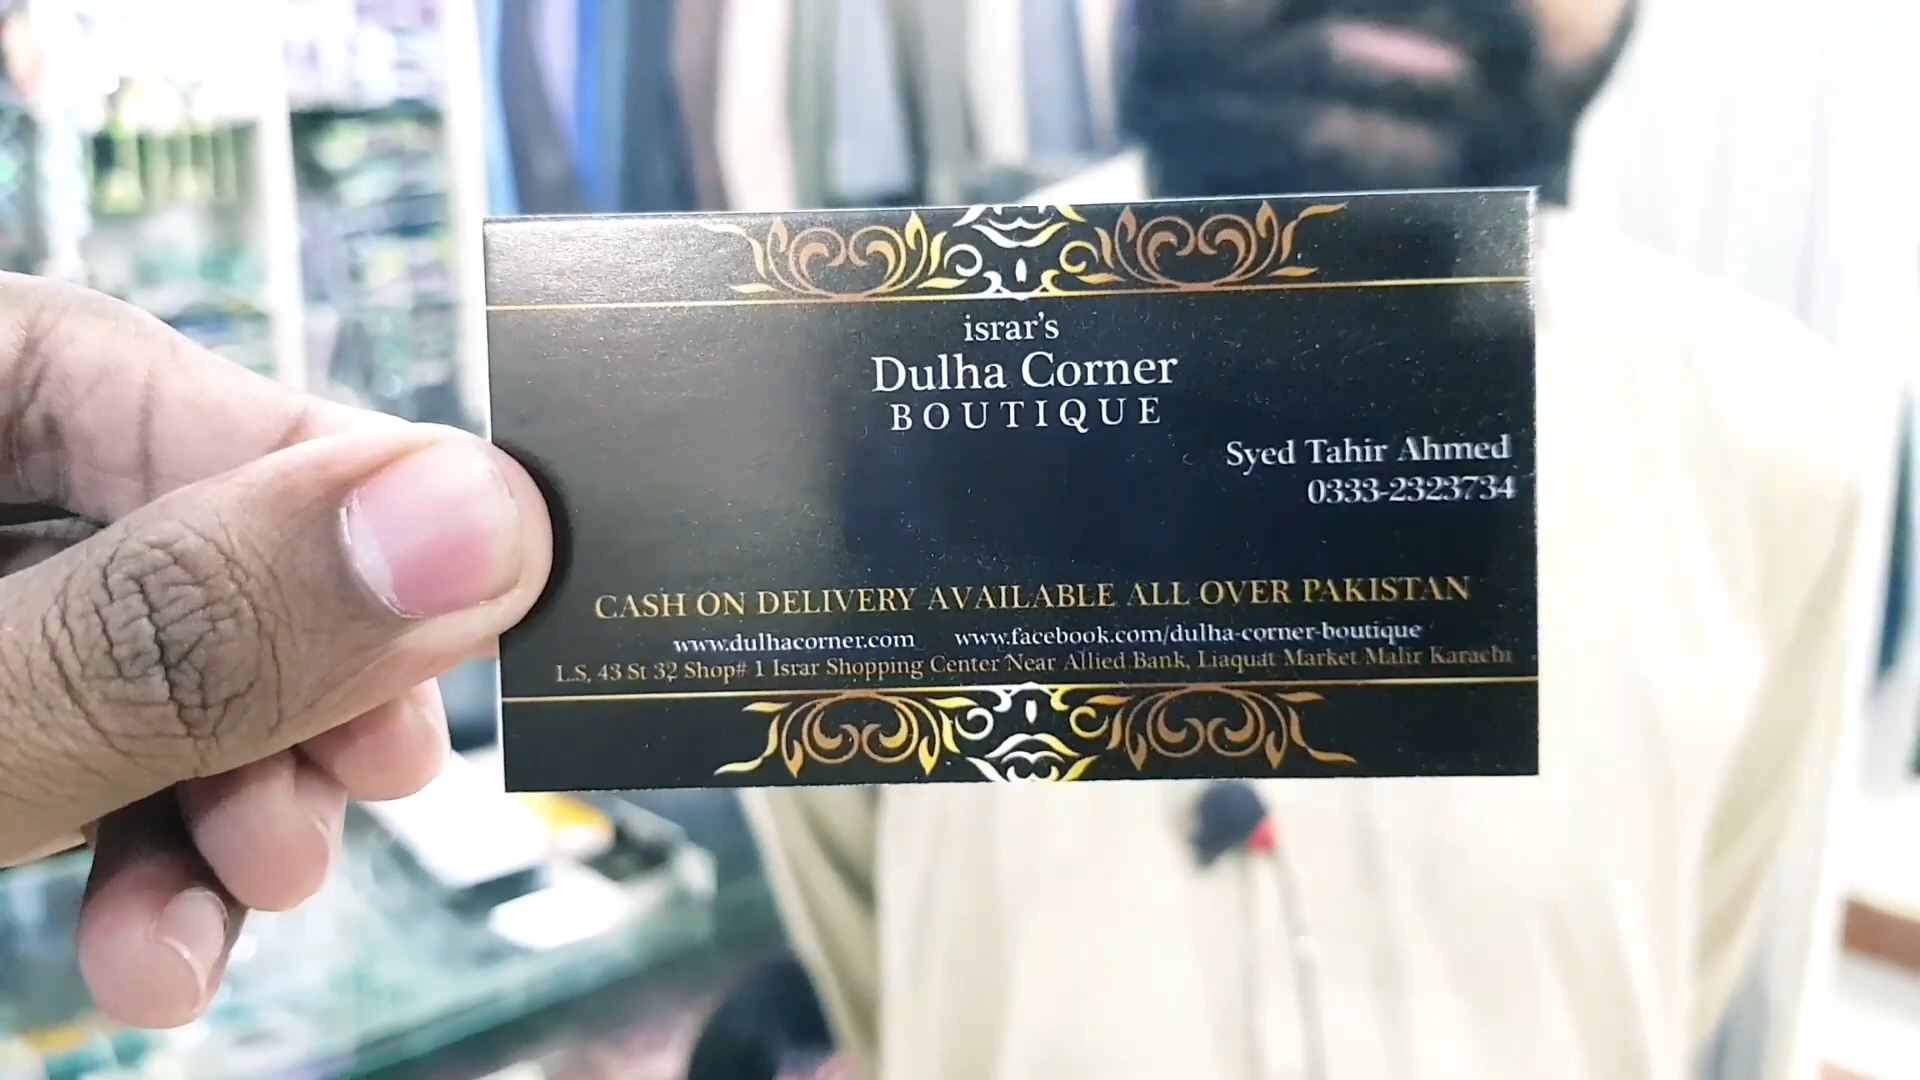 israr's
Dulha Corner
BOUTIQUE
Syed Tahir Ahmed
0333-2323734
CASH ON DELIVERY AVAILABLE ALL OVER PAKISTAN
www.dulhacorner.com www.facebook.com/dulha-corner-boutique
L.S, 43 St 32 Shop# 1 Israr Shopping Center Near Allied Bank, Liaquat Market Malir Karachi